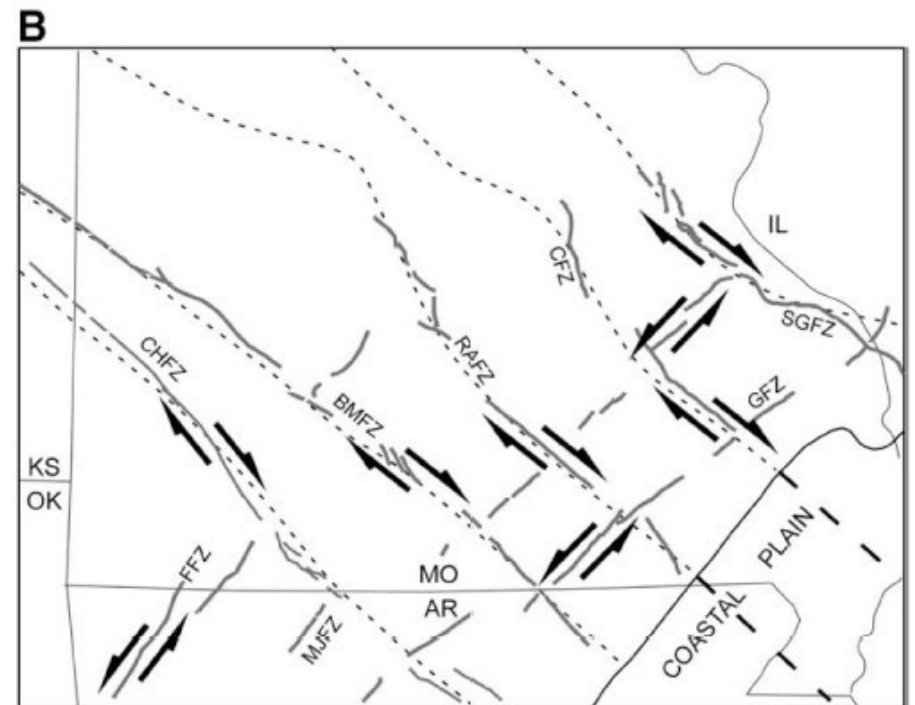 B
IL
CFZ
SGFZ
CHFZ
RAFZ
GFZ
BMFZ
KS
OK
PLAIN
FFZ
MO
AR
COASTAL
MJFZ